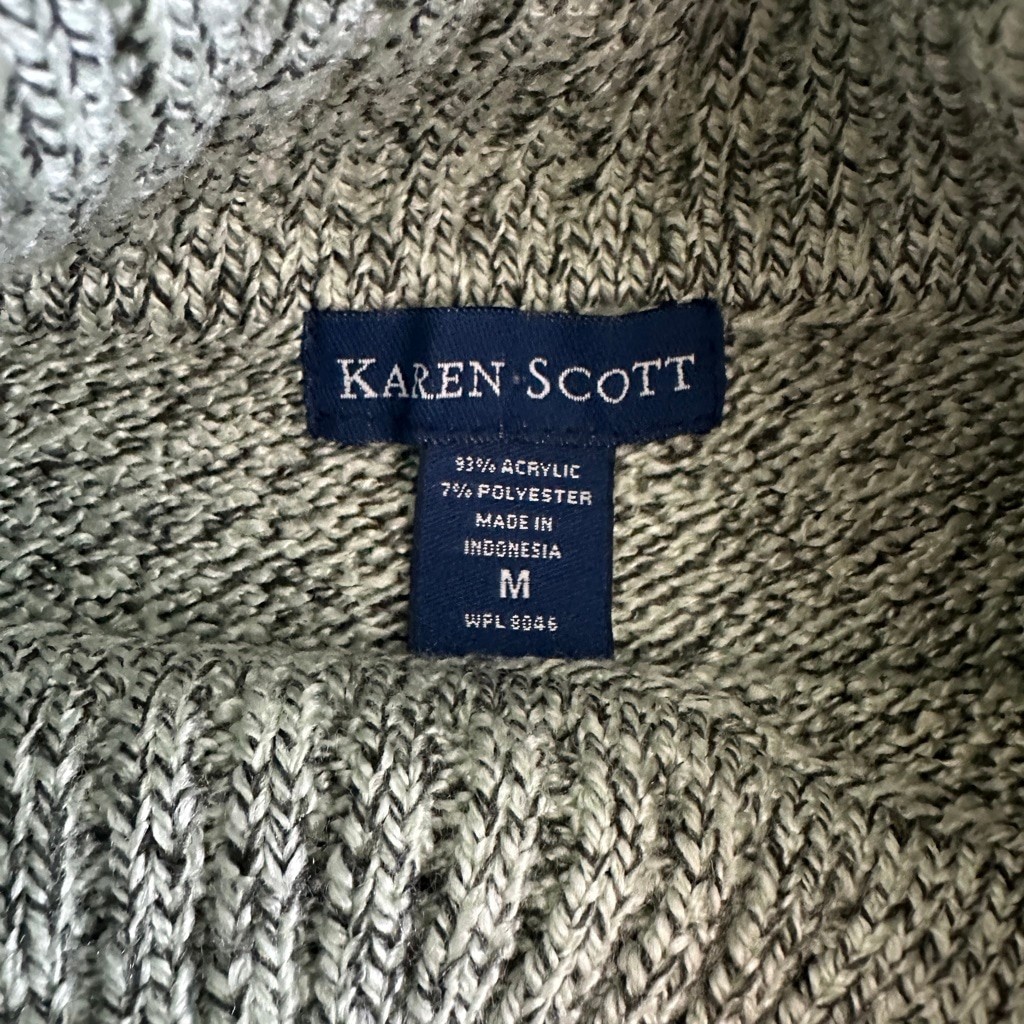 KAREN SCOTT
93% ACRYLIC
7% POLYESTER
MADE IN
INDONESIA
M
WPL 8046